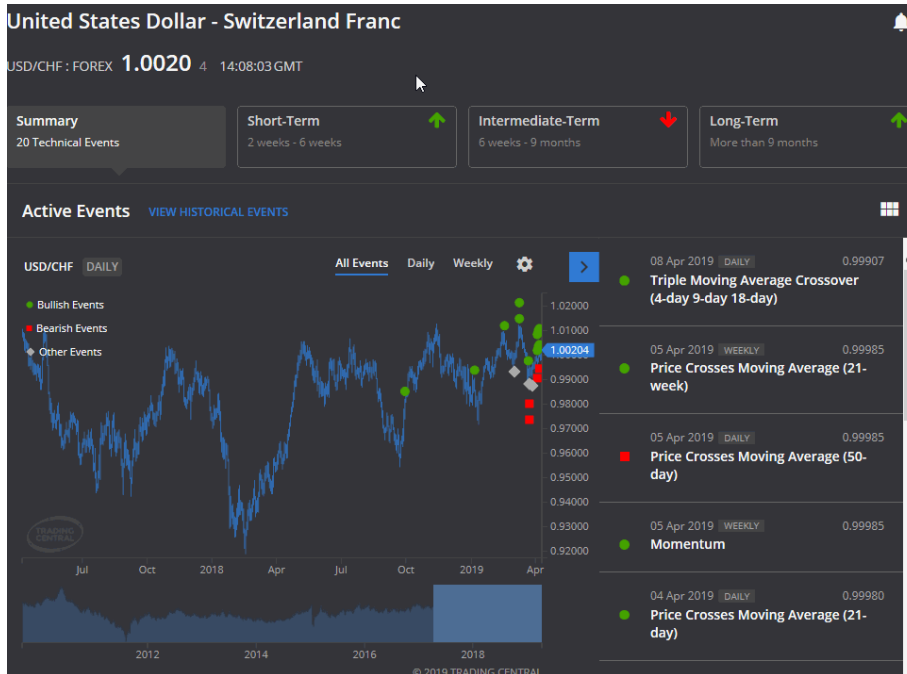 United States Dollar - Switzerland Franc
USD/CHF : FOREX 1.0020 4 14:08:03 GMT
Summary
20 Technical Events
Short-Term
2 weeks - 6 weeks
Intermediate-Term
6 weeks - 9 months
Long-Term
More than 9 months
Active Events VIEW HISTORICAL EVENTS
USD/CHF DAILY
All Events Daily Weekly
Bullish Events
Bearish Events
Other Events
1.02000
1.01000
1.00204
0.99000
0.98000
0.97000
0.96000
0.95000
0.94000
0.93000
0.92000
TRADING
CENTRAL
Jul Oct 2018 Apr Jul Oct 2019 Apr
2012 2014 2016 2018
© 2019 TRADING CENTRAL
08 Apr 2019 DAILY 0.99907
Triple Moving Average Crossover
(4-day 9-day 18-day)
05 Apr 2019 WEEKLY 0.99985
Price Crosses Moving Average (21-
week)
05 Apr 2019 DAILY 0.99985
Price Crosses Moving Average (50-
day)
05 Apr 2019 WEEKLY 0.99985
Momentum
04 Apr 2019 DAILY 0.99980
Price Crosses Moving Average (21-
day)